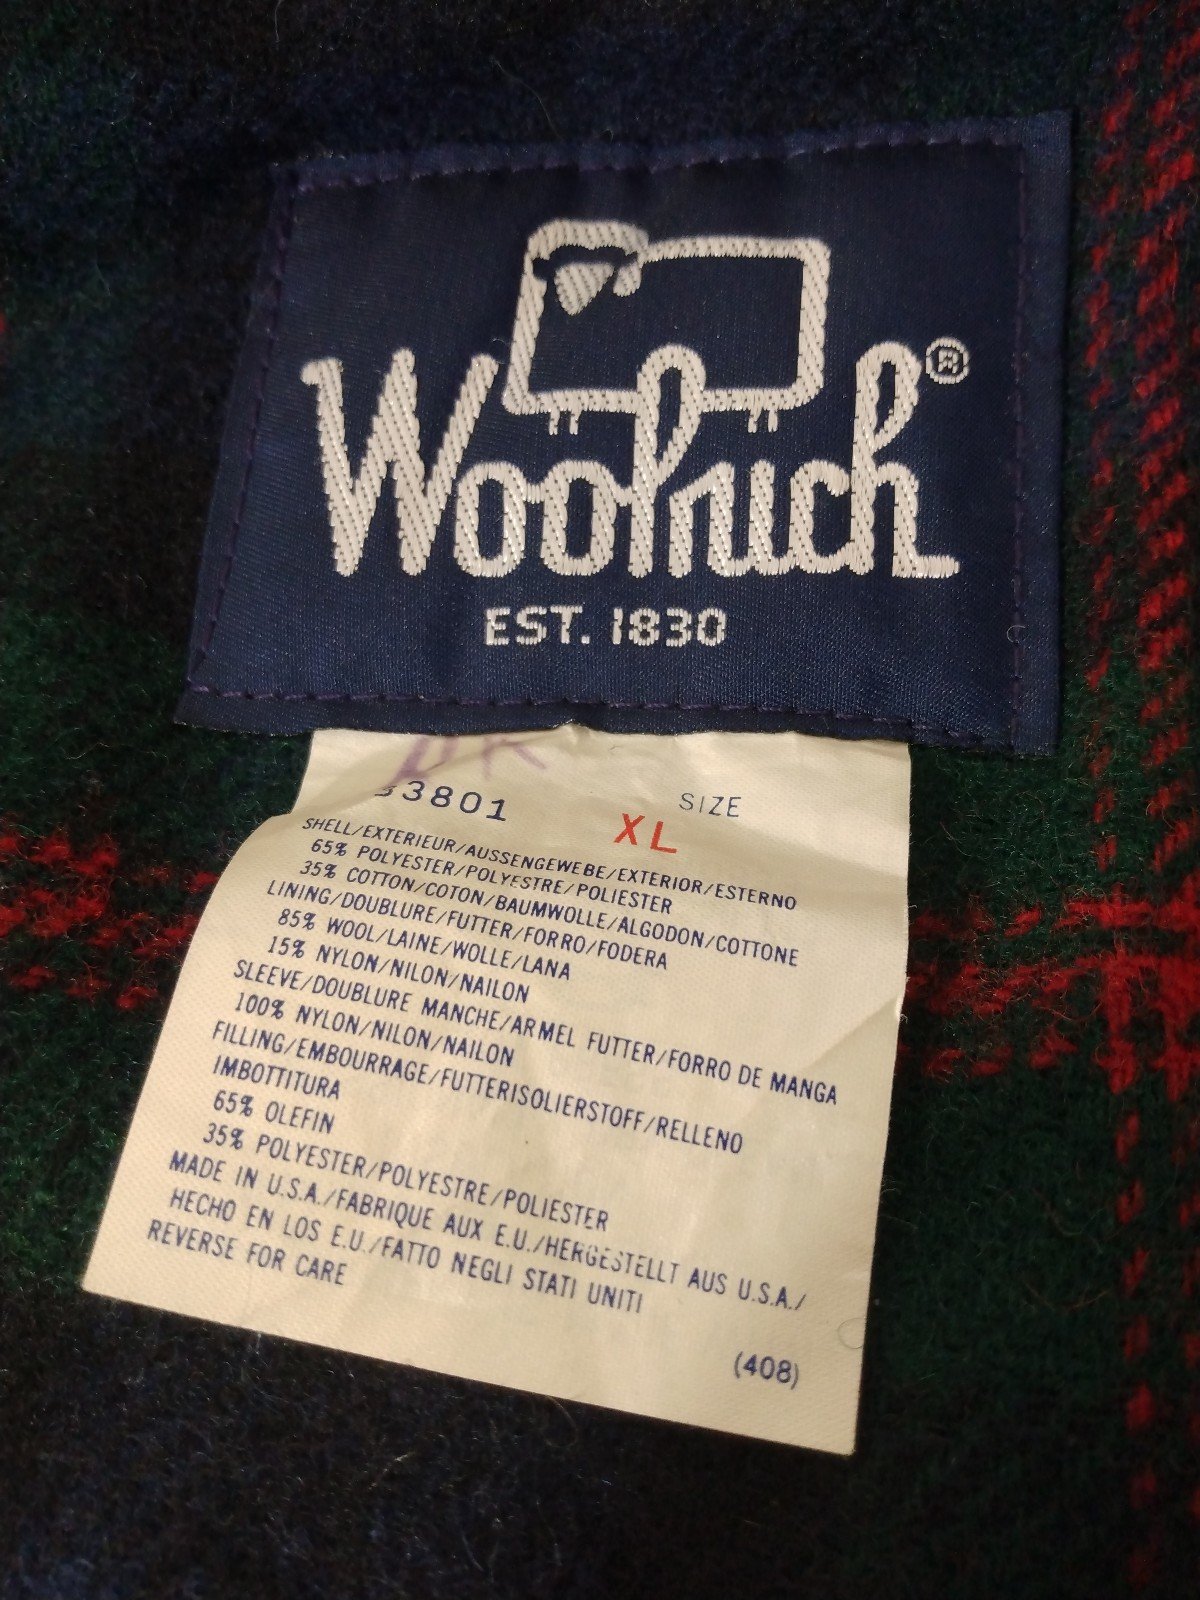 Woolrich®
EST. 1830
3801
SIZE
XL
SHELL/EXTERIEUR/AUSSENGEWEBE/EXTERIOR/ESTERNO
65% POLYESTER/POLYESTRE/POLIESTER
35% COTTON/COTON/BAUMWOLLE/ALGODON/COTTONE
LINING/DOUBLURE/FUTTER/FORRO/FODERA
85% WOOL/LAINE/WOLLE/LANA
15% NYLON/NILON/NAILON
SLEEVE/DOUBLURE MANCHE/ARMEL FUTTER/FORRO DE MANGA
100% NYLON/NILON/NAILON
FILLING/EMBOURRAGE/FUTTERISOLIERSTOFF/RELLENO
IMBOTTITURA
65% OLEFIN
35% POLYESTER/POLYESTRE/POLIESTER
MADE IN U.S.A./FABRIQUE AUX E.U./HERGESTELLT AUS U.S.A./
HECHO EN LOS E.U./FATTO NEGLI STATI UNITI
REVERSE FOR CARE
(408)